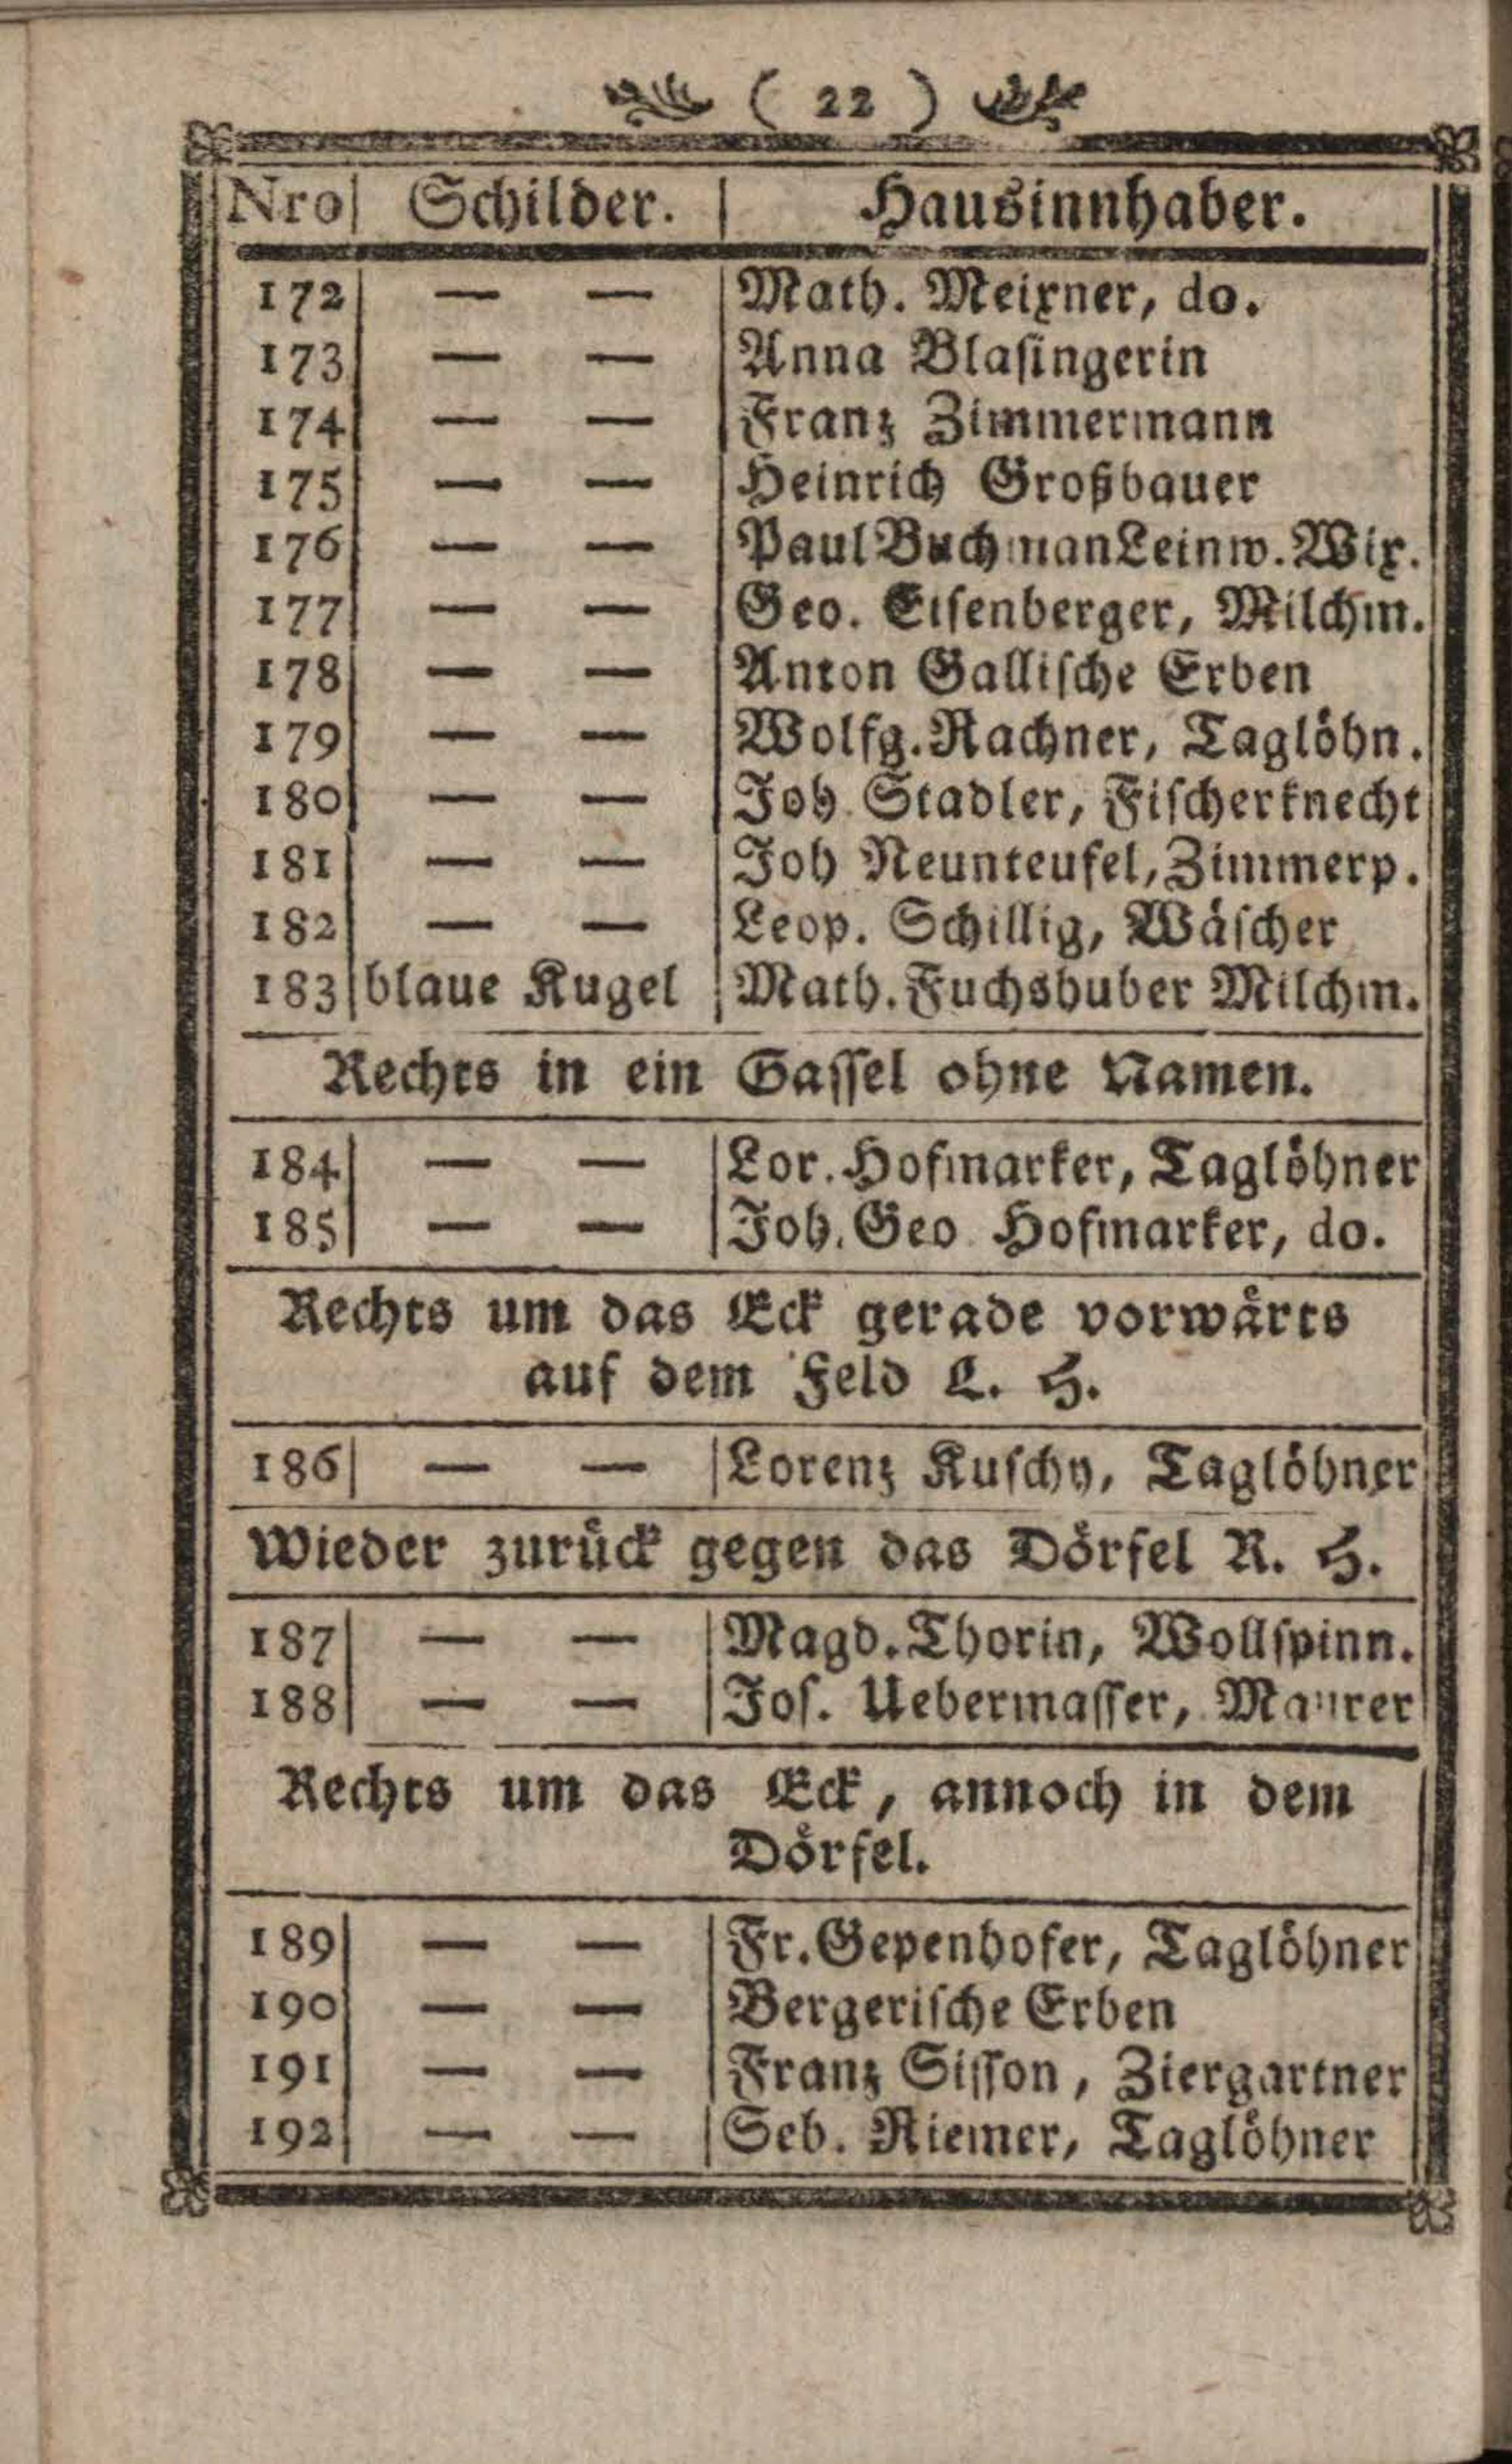 ( 22 )
Nro | Schilder. | Hausinnhaber.
172 | — — | Math. Meixner, do.
173 | — — | Anna Blasingerin
174 | — — | Franz Zimmermann
175 | — — | Heinrich Großbauer
176 | — — | Paul Buchman Leinw. Wix.
177 | — — | Geo. Eisenberger, Milchm.
178 | — — | Anton Gallische Erben
179 | — — | Wolfg. Rachner, Taglöhn.
180 | — — | Joh Stadler, Fischerknecht
181 | — — | Joh Neunteufel, Zimmerp.
182 | — — | Leop. Schillig, Wäscher
183 | blaue Kugel | Math. Fuchshuber Milchm.
Rechts in ein Gassel ohne Namen.
184 | — — | Lor. Hofmarker, Taglöhner
185 | — — | Joh. Geo Hofmarker, do.
Rechts um das Eck gerade vorwärts
auf dem Feld L. H.
186 | — — | Lorenz Kuschy, Taglöhner
Wieder zurück gegen das Dörfel R. H.
187 | — — | Magd. Thorin, Wollspinn.
188 | — — | Jos. Uebermasser, Maurer
Rechts um das Eck, annoch in dem
Dörfel.
189 | — — | Fr. Gepenhofer, Taglöhner
190 | — — | Bergerische Erben
191 | — — | Franz Sisson, Ziergartner
192 | — — | Seb. Riemer, Taglöhner